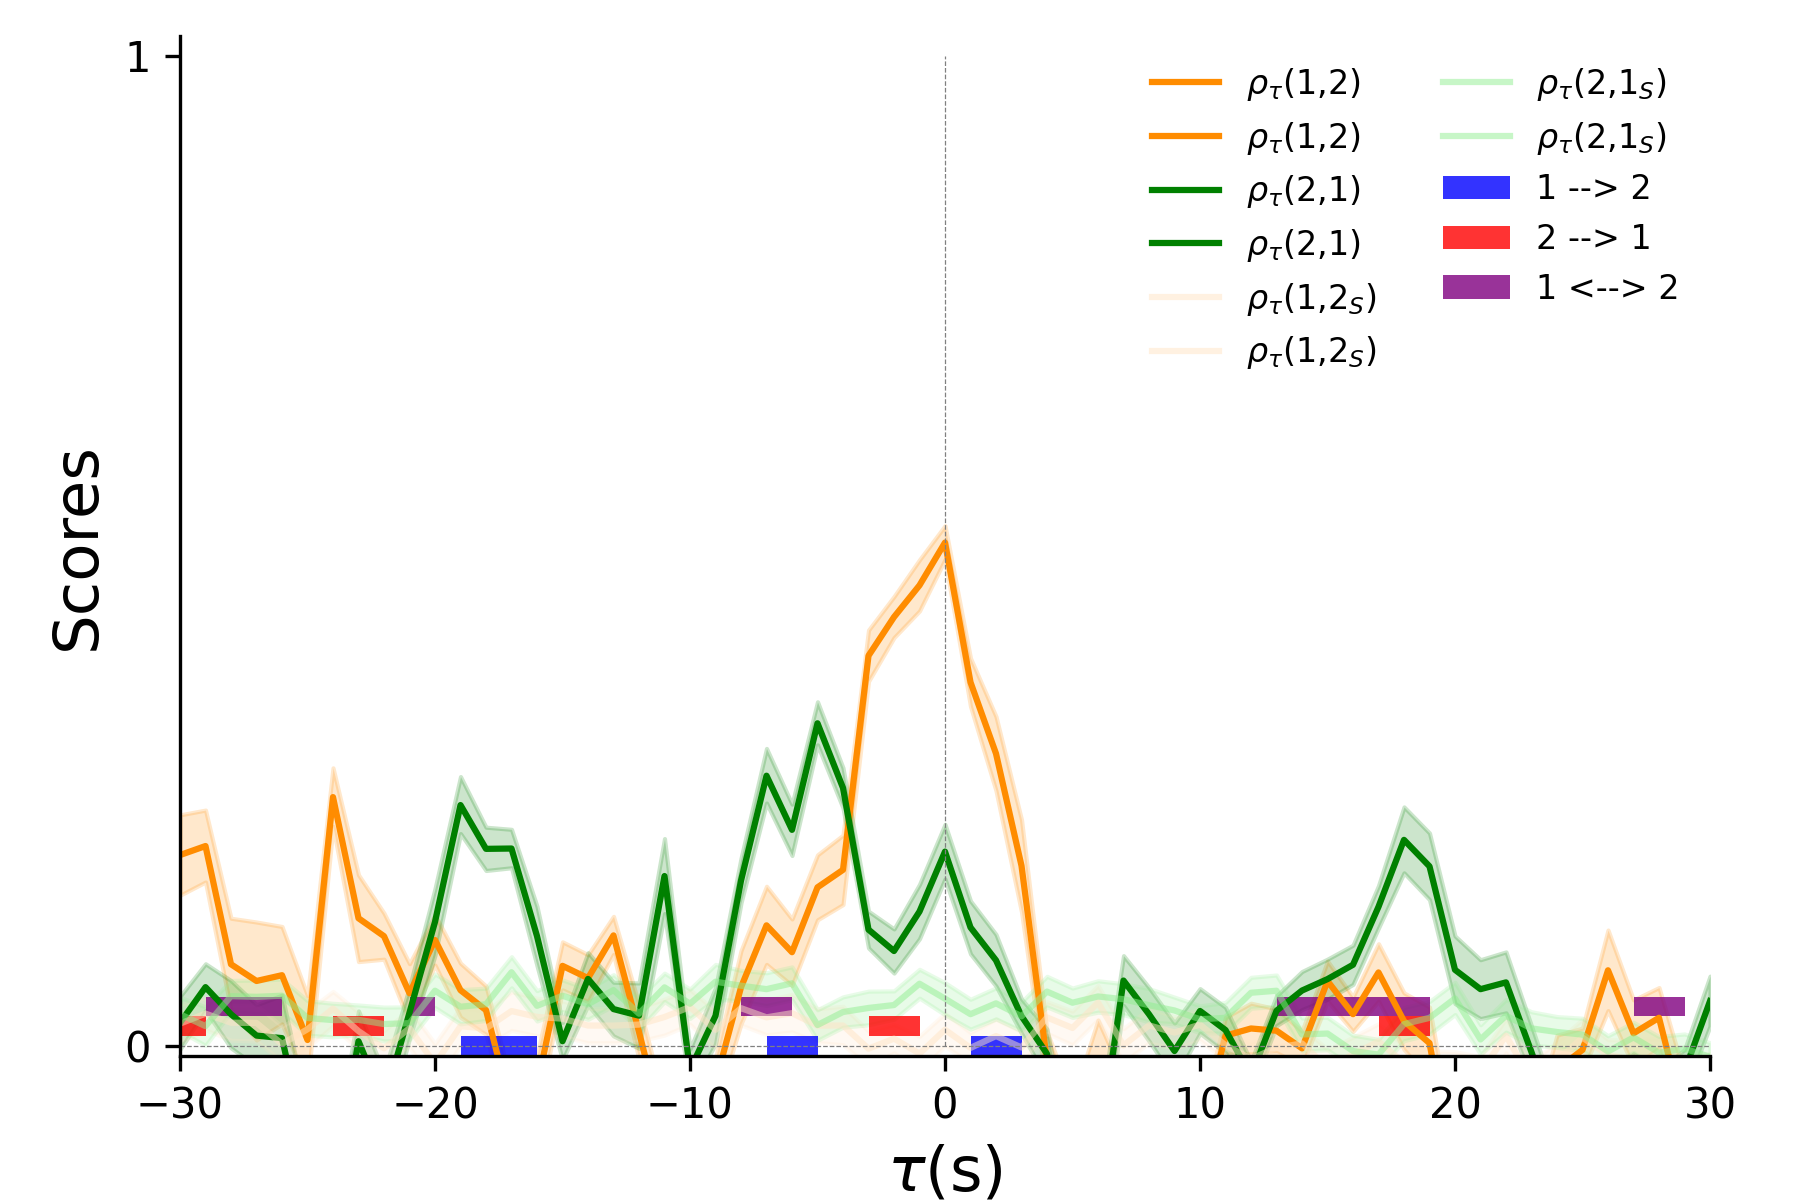 1
ρτ(1,2)
ρτ(1,2)
ρτ(2,1)
ρτ(2,1)
ρτ(1,2S)
ρτ(1,2S)
ρτ(2,1S)
ρτ(2,1S)
1 --> 2
2 --> 1
1 <--> 2
Scores
0
−30 −20 −10 0 10 20 30
τ(s)